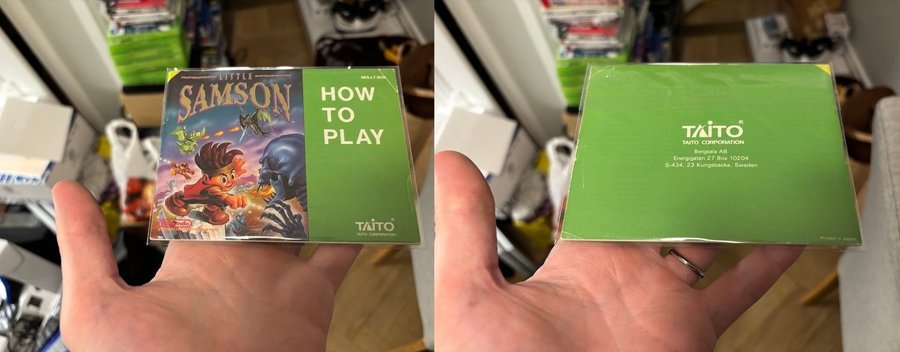 LITTLE
SAMSON
NES-LT-SCN
HOW
TO
PLAY
TAITO
TAITO CORPORATION
TAITO
TAITO CORPORATION
Bergsala AB
Energigatan 27 Box 10204
S-434, 23 Kungsbacka, Sweden
Printed in Japan